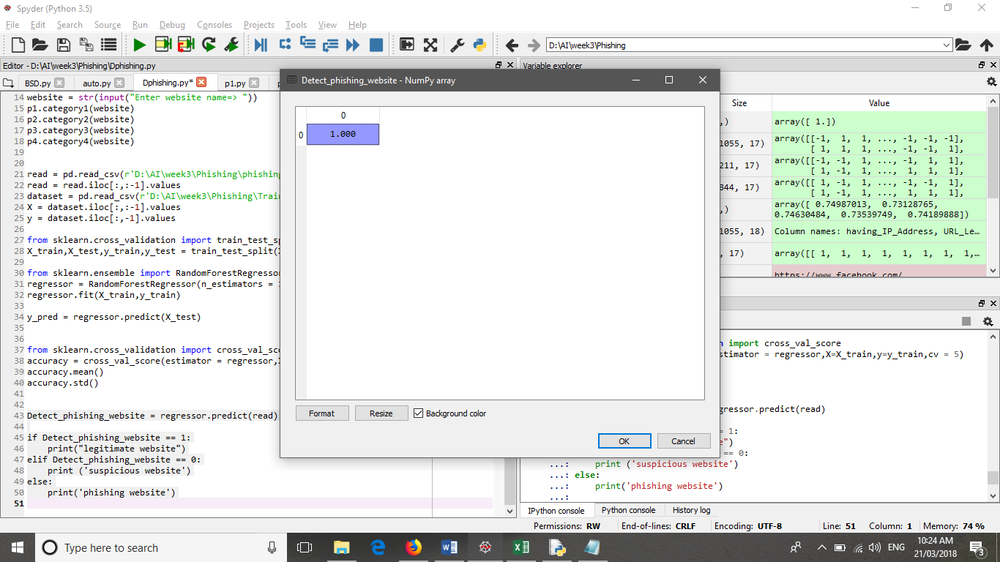 Spyder (Python 3.5)
File Edit Search Source Run Debug Consoles Projects Tools View Help
D:\AI\week3\Phishing
Editor - D:\AI\week3\Phishing\Dphishing.py
BSD.py auto.py Dphishing.py* p1.py
14 website = str(input("Enter website name=> "))
15 p1.category1(website)
16 p2.category2(website)
17 p3.category3(website)
18 p4.category4(website)
19
20
21 read = pd.read_csv(r'D:\AI\week3\Phishing\phishing
22 read = read.iloc[:,:-1].values
23 dataset = pd.read_csv(r'D:\AI\week3\Phishing\Trai
24 X = dataset.iloc[:,:-1].values
25 y = dataset.iloc[:,-1].values
26
27 from sklearn.cross_validation import train_test_sp
28 X_train,X_test,y_train,y_test = train_test_split(X
29
30 from sklearn.ensemble import RandomForestRegressor
31 regressor = RandomForestRegressor(n_estimators = 1
32 regressor.fit(X_train,y_train)
33
34 y_pred = regressor.predict(X_test)
35
36
37 from sklearn.cross_validation import cross_val_sco
38 accuracy = cross_val_score(estimator = regressor,X
39 accuracy.mean()
40 accuracy.std()
41
42
43 Detect_phishing_website = regressor.predict(read)
44
45 if Detect_phishing_website == 1:
46     print("legitimate website")
47 elif Detect_phishing_website == 0:
48     print ('suspicious website')
49 else:
50     print('phishing website')
51
Detect_phishing_website - NumPy array
0
0 1.000
Format Resize Background color
OK Cancel
Variable explorer
Size Value
,) array([ 1.])
1055, 17) array([[-1, 1, 1, ..., -1, -1, -1],
[ 1, 1, 1, ..., -1, 1, 1],
211, 17) array([[-1, -1, 1, ..., -1, 1, 1],
[ 1, -1, 1, ..., -1, 1, 1],
844, 17) array([[ 1, 1, 1, ..., -1, -1, 1],
[ 1, -1, -1, ..., 1, 1, 1],
,) array([ 0.74987013, 0.73128765,
0.74630484, 0.73539749, 0.74189888])
1055, 18) Column names: having_IP_Address, URL_Le…
, 17) array([[ 1, 1, 1, 1, 1, 1, 1, 1,…
https://www.facebook.com/
n import cross_val_score
stimator = regressor,X=X_train,y=y_train,cv = 5)
gressor.predict(read)
= 1:
e")
== 0:
...:     print ('suspicious website')
...: else:
...:     print('phishing website')
...:
IPython console Python console History log
Permissions: RW End-of-lines: CRLF Encoding: UTF-8 Line: 51 Column: 1 Memory: 74 %
Type here to search
ENG
10:24 AM
21/03/2018
3